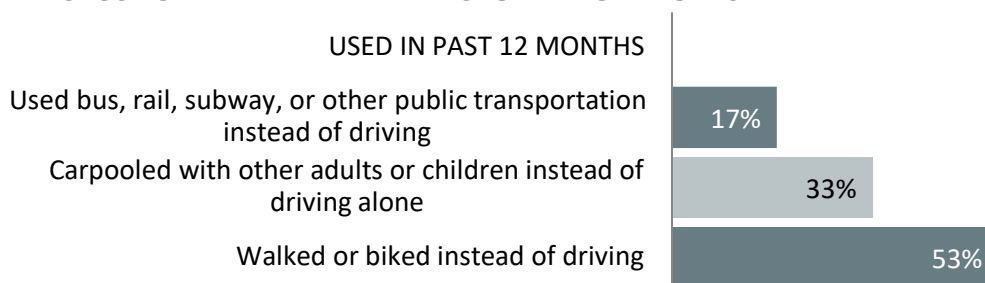 USED IN PAST 12 MONTHS
Used bus, rail, subway, or other public transportation
instead of driving
17%
Carpooled with other adults or children instead of
driving alone
33%
Walked or biked instead of driving
53%